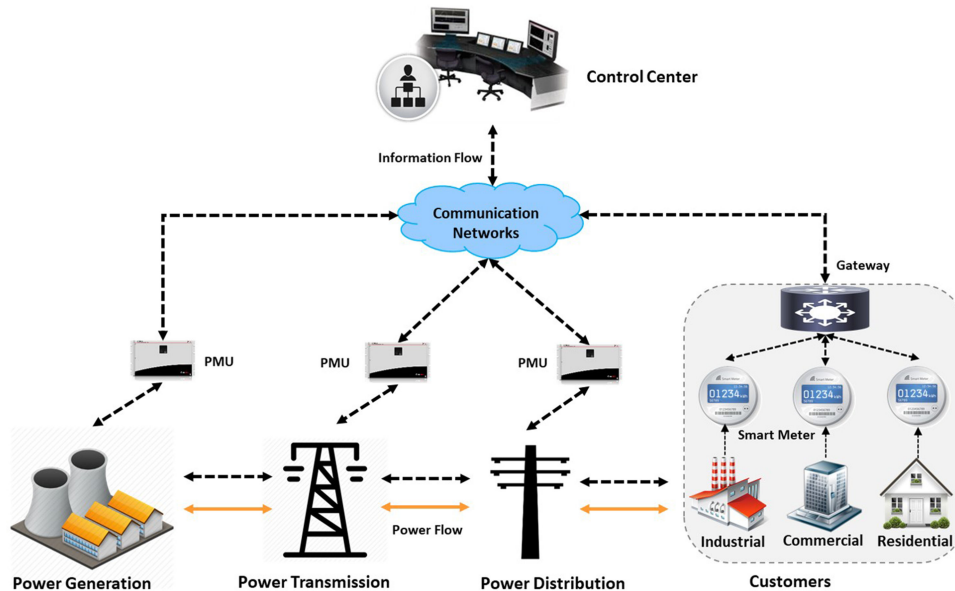 Control Center
Information Flow
Communication
Networks
Gateway
PMU
PMU
PMU
01234
01234
01234
Smart Meter
Power Flow
Industrial
Commercial
Residential
Power Generation
Power Transmission
Power Distribution
Customers